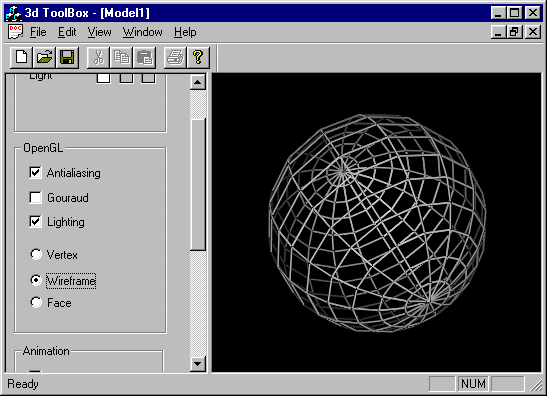 3d ToolBox - [Model1]
File Edit View Window Help
Light
OpenGL
Antialiasing
Gouraud
Lighting
Vertex
Wireframe
Face
Animation
Ready NUM